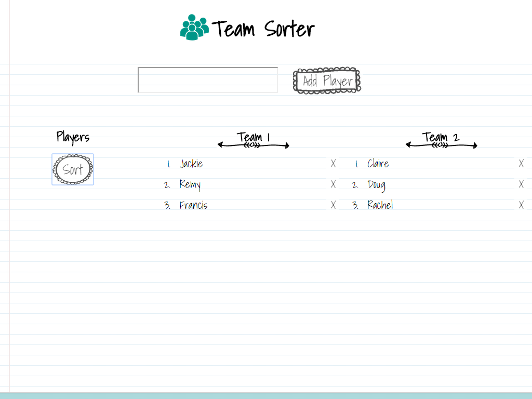 Team Sorter
Add Player
Players
Sort
Team 1
1. Jackie X
2. Remy X
3. Francis X
Team 2
1. Claire X
2. Doug X
3. Rachel X